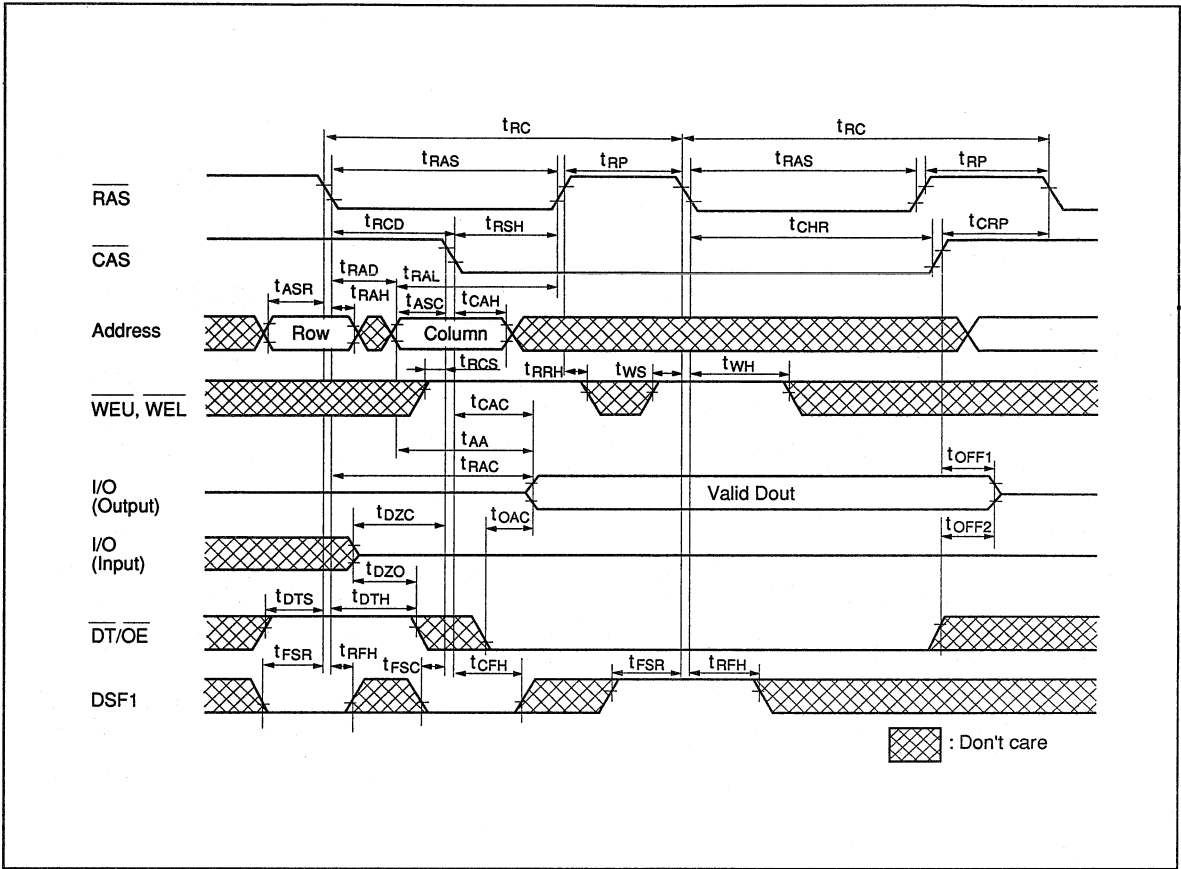 tRC tRC
tRAS tRP tRAS tRP
RAS
tRCD tRSH tCHR tCRP
CAS
tRAD tRAL
tASR tRAH tASC tCAH
Address Row Column
tRCS tRRH tWS tWH
WEU, WEL
tCAC
tAA
tRAC tOFF1
I/O
(Output) Valid Dout
tDZC tOAC tOFF2
I/O
(Input)
tDZO
tDTS tDTH
DT/OE
tFSR tRFH tFSC tCFH tFSR tRFH
DSF1
: Don't care